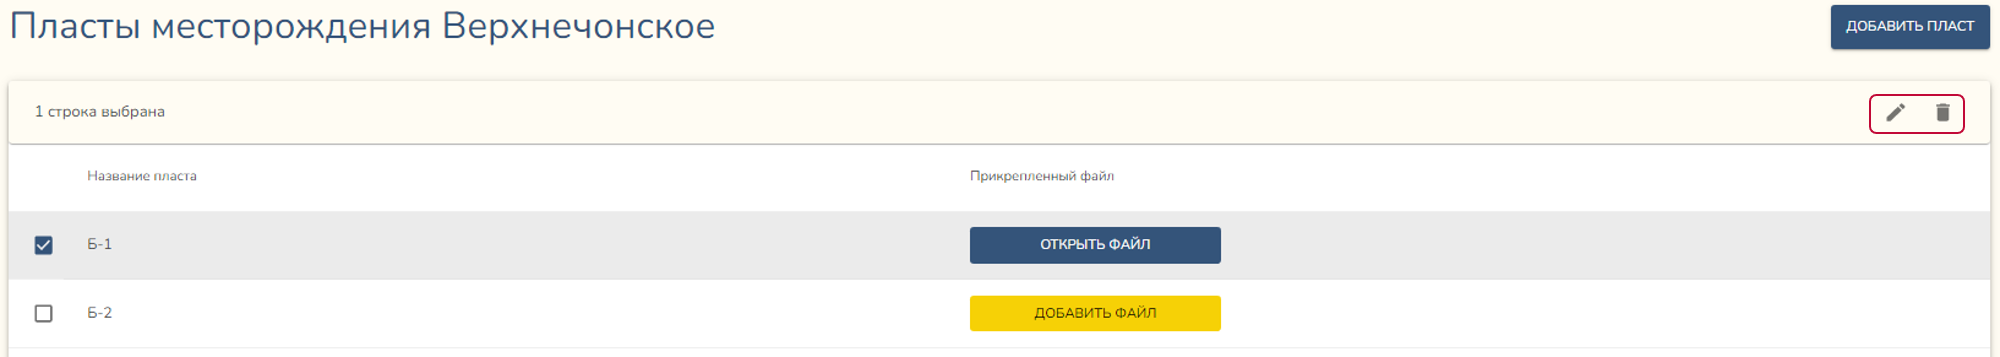 Пласты месторождения Верхнечонское
ДОБАВИТЬ ПЛАСТ
1 строка выбрана
Название пласта
Прикрепленный файл
Б-1
ОТКРЫТЬ ФАЙЛ
Б-2
ДОБАВИТЬ ФАЙЛ